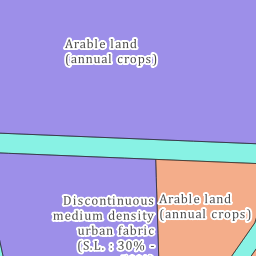 Arable land
(annual crops)
Discontinuous
medium density
urban fabric
(S.L. : 30% -
Arable land
(annual crops)